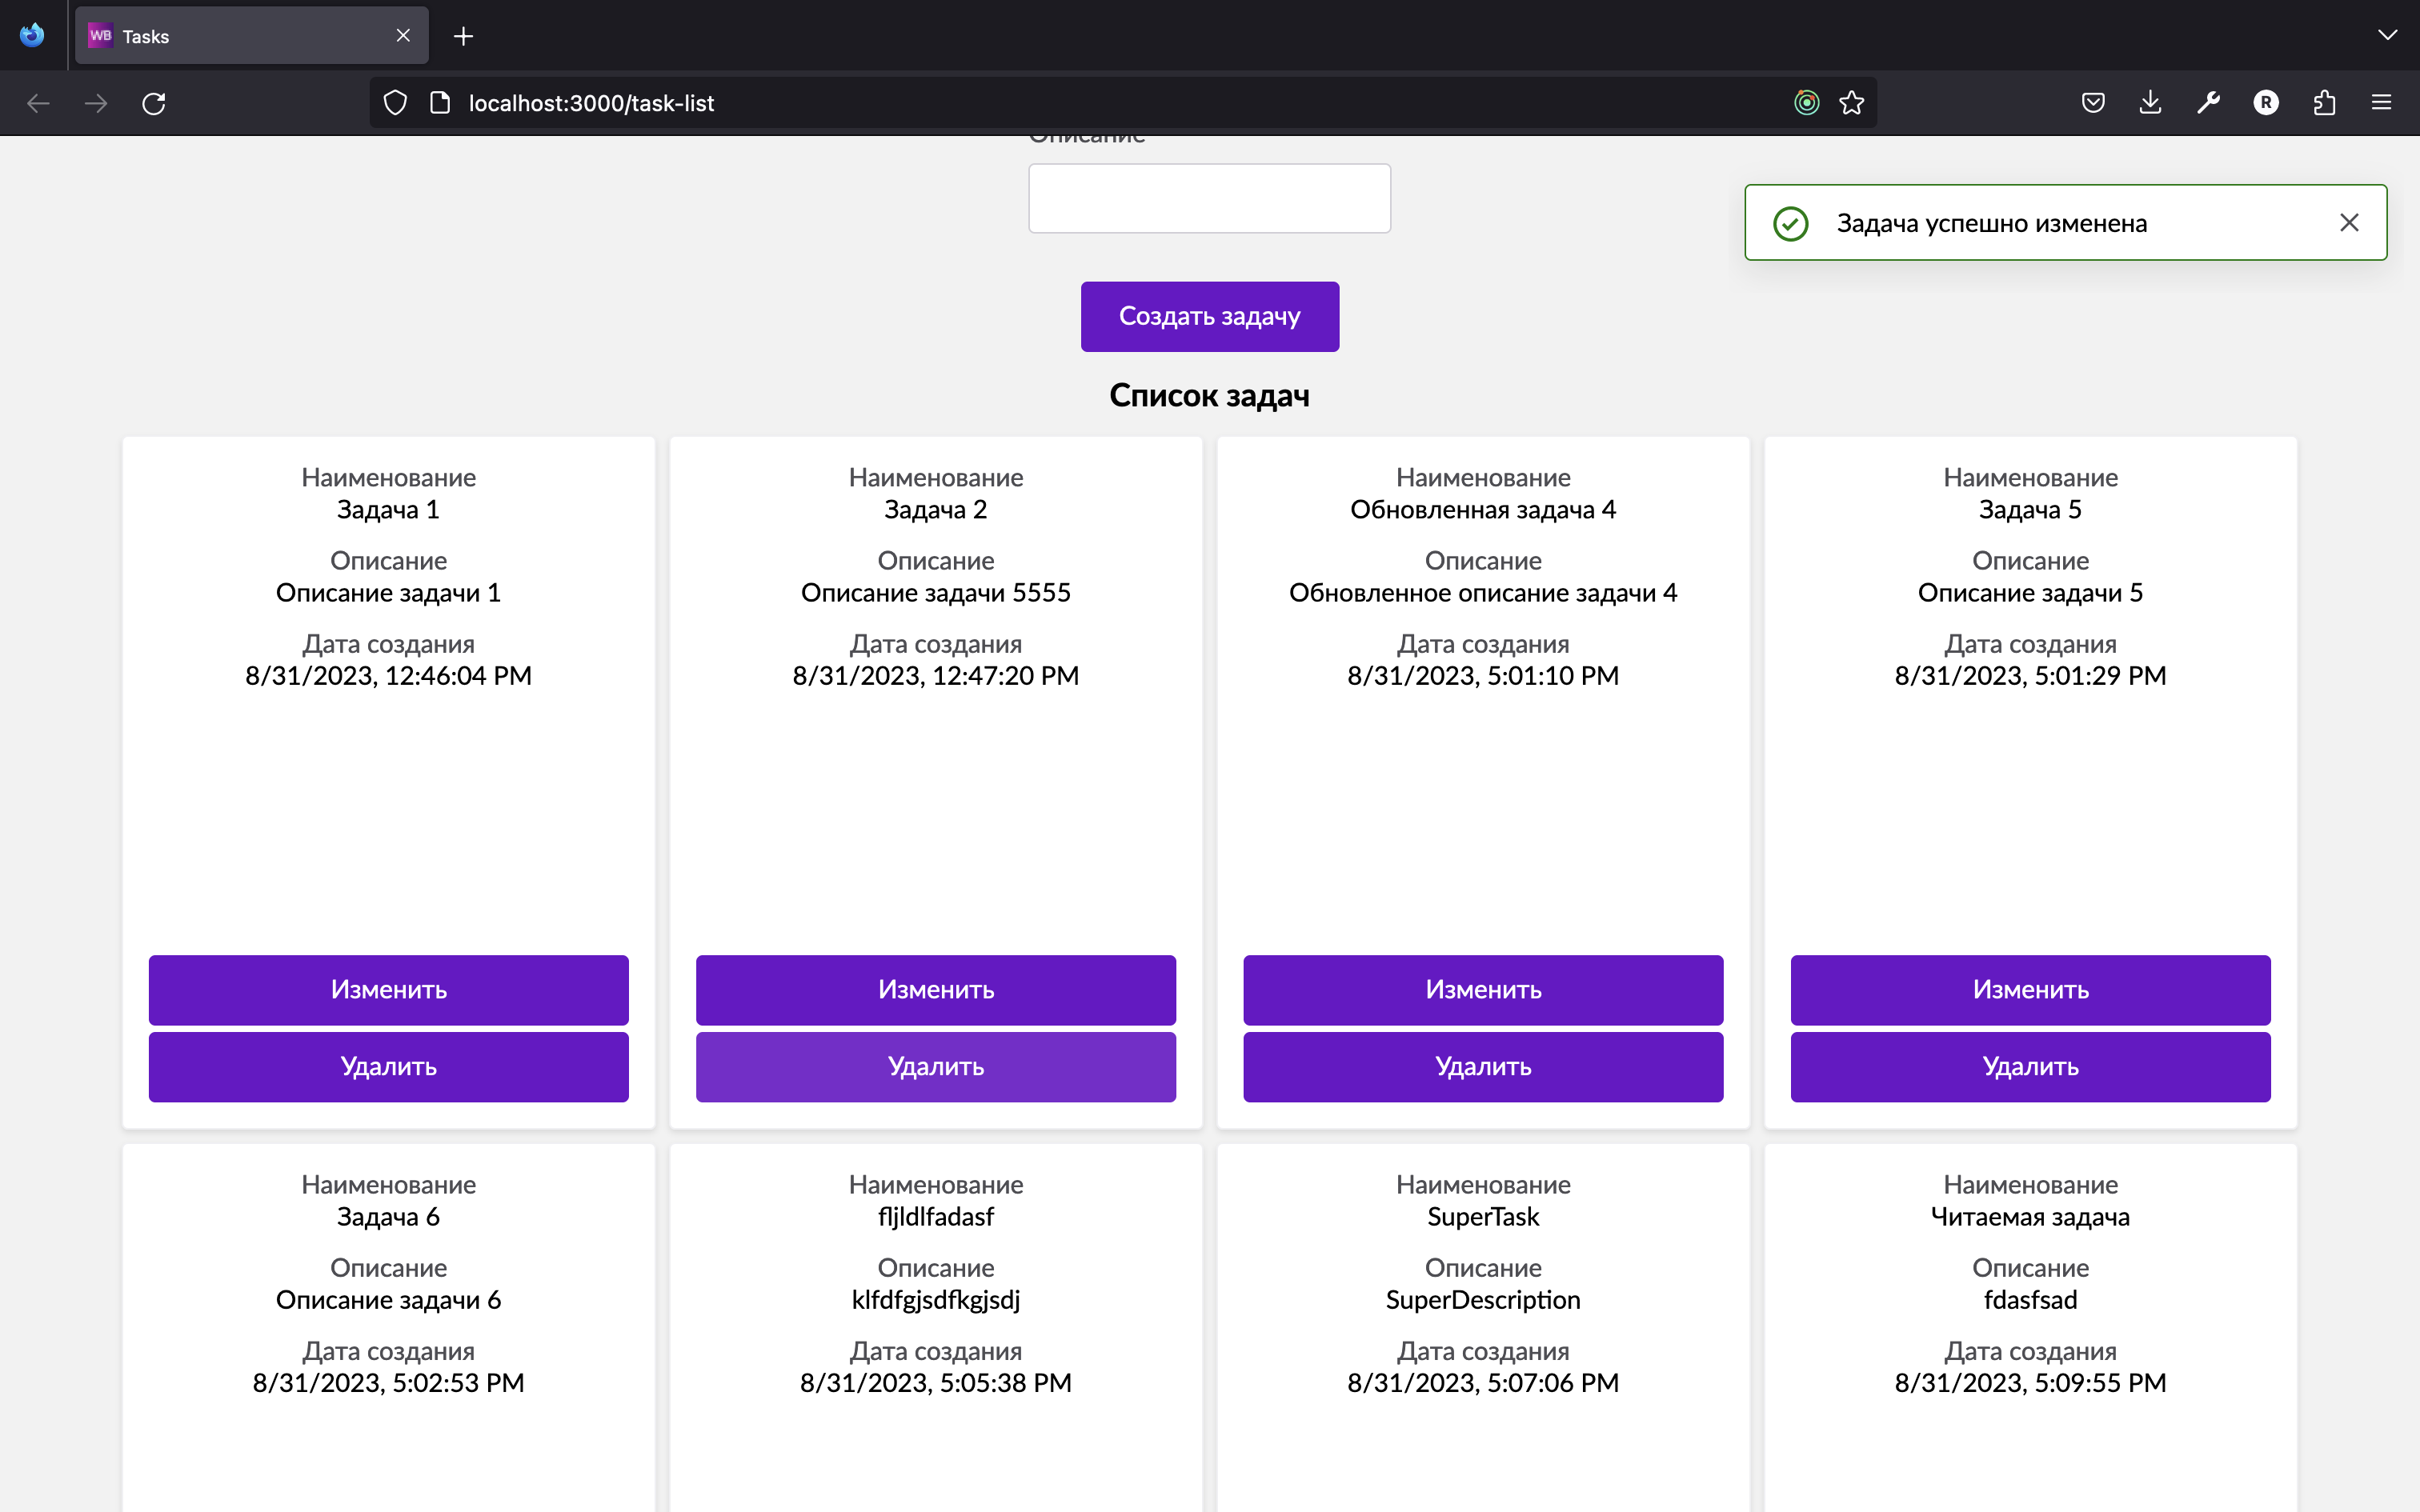 WB Tasks
localhost:3000/task-list
R
Описание
Задача успешно изменена
Создать задачу
Список задач
Наименование
Задача 1
Описание
Описание задачи 1
Дата создания
8/31/2023, 12:46:04 PM
Изменить
Удалить
Наименование
Задача 2
Описание
Описание задачи 5555
Дата создания
8/31/2023, 12:47:20 PM
Изменить
Удалить
Наименование
Обновленная задача 4
Описание
Обновленное описание задачи 4
Дата создания
8/31/2023, 5:01:10 PM
Изменить
Удалить
Наименование
Задача 5
Описание
Описание задачи 5
Дата создания
8/31/2023, 5:01:29 PM
Изменить
Удалить
Наименование
Задача 6
Описание
Описание задачи 6
Дата создания
8/31/2023, 5:02:53 PM
Наименование
fljldlfadasf
Описание
klfdfgjsdfkgjsdj
Дата создания
8/31/2023, 5:05:38 PM
Наименование
SuperTask
Описание
SuperDescription
Дата создания
8/31/2023, 5:07:06 PM
Наименование
Читаемая задача
Описание
fdasfsad
Дата создания
8/31/2023, 5:09:55 PM